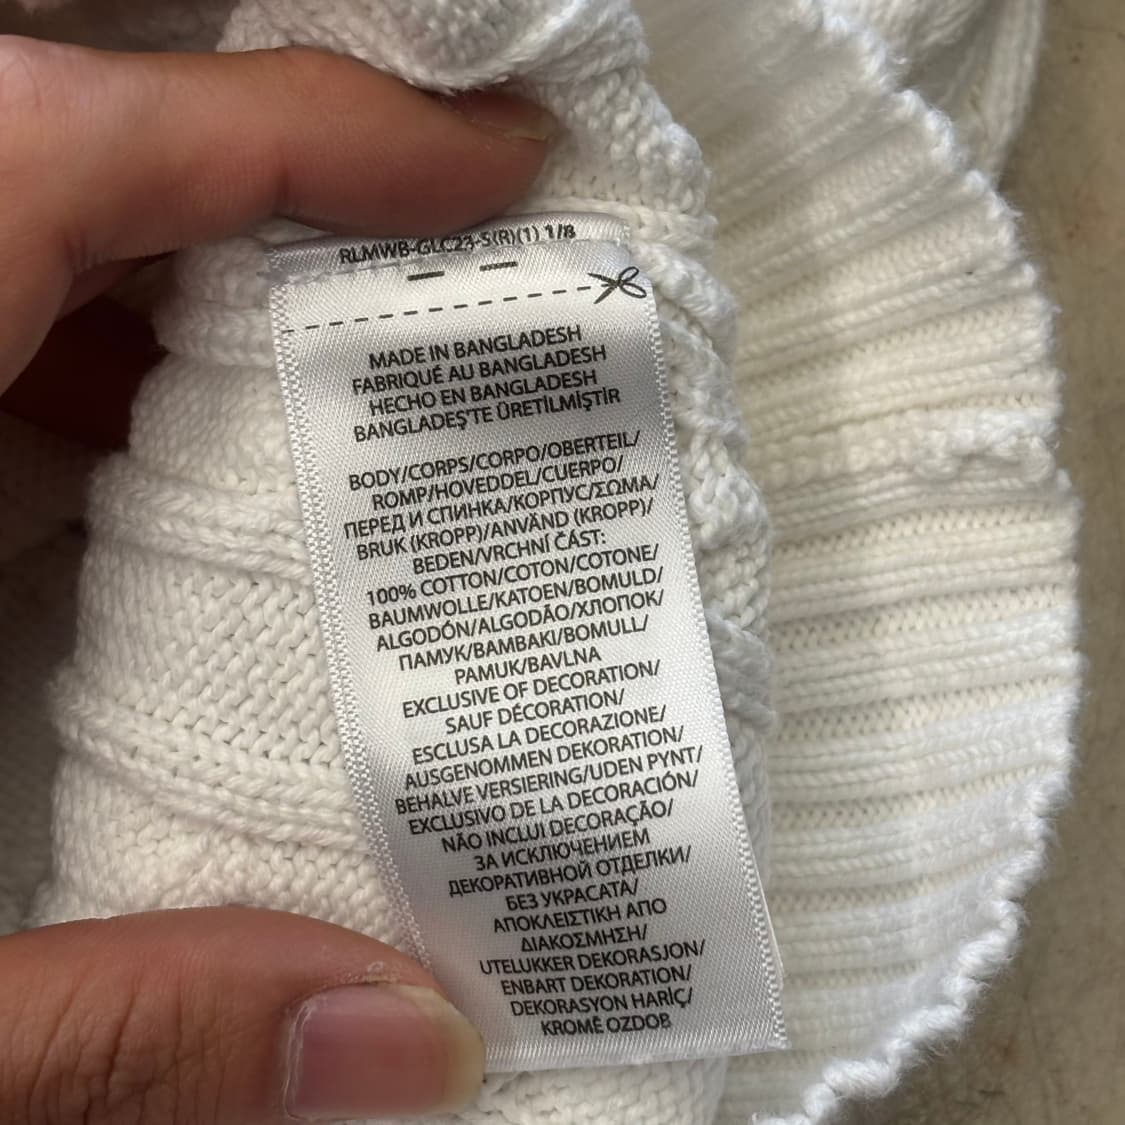 RLMWB-GLC23-S(R)(1) 1/8
MADE IN BANGLADESH
FABRIQUÉ AU BANGLADESH
HECHO EN BANGLADESH
BANGLADEŞ'TE ÜRETİLMİŞTİR
BODY/CORPS/CORPO/OBERTEIL/
ROMP/HOVEDDEL/CUERPO/
ПЕРЕД И СПИНКА/КОРПУС/ΣΩΜΑ/
BRUK (KROPP)/ANVÄND (KROPP)/
BEDEN/VRCHNÍ ČÁST:
100% COTTON/COTON/COTONE/
BAUMWOLLE/KATOEN/BOMULD/
ALGODÓN/ALGODÃO/ХЛОПОК/
ПАМУК/ΒΑΜΒΑΚΙ/BOMULL/
PAMUK/BAVLNA
EXCLUSIVE OF DECORATION/
SAUF DÉCORATION/
ESCLUSA LA DECORAZIONE/
AUSGENOMMEN DEKORATION/
BEHALVE VERSIERING/UDEN PYNT/
EXCLUSIVO DE LA DECORACIÓN/
NÃO INCLUI DECORAÇÃO/
ЗА ИСКЛЮЧЕНИЕМ
ДЕКОРАТИВНОЙ ОТДЕЛКИ/
БЕЗ УКРАСАТА/
ΑΠΟΚΛΕΙΣΤΙΚΗ ΑΠΟ
ΔΙΑΚΟΣΜΗΣΗ/
UTELUKKER DEKORASJON/
ENBART DEKORATION/
DEKORASYON HARİÇ/
KROMĚ OZDOB